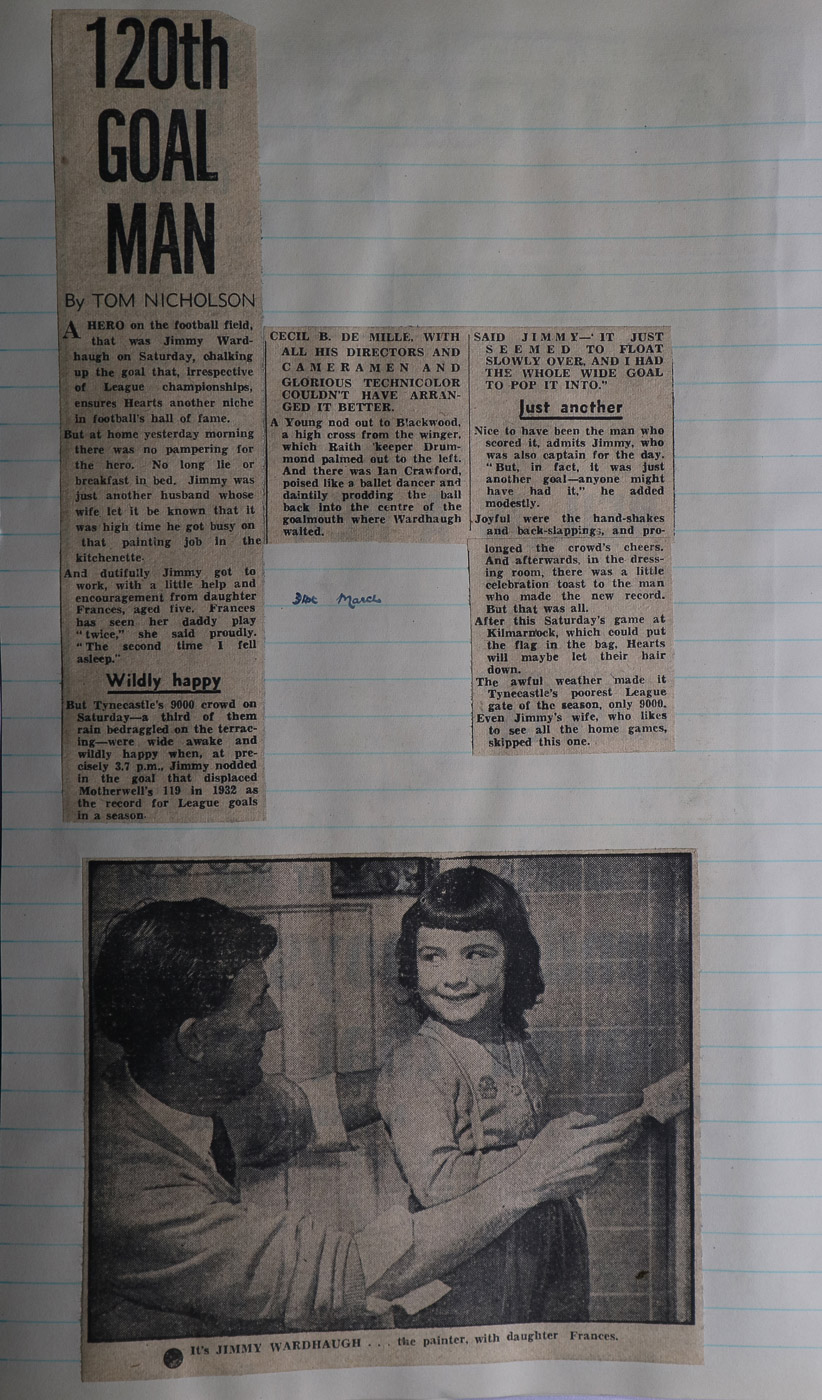 120th
GOAL
MAN
By TOM NICHOLSON
A HERO on the football field,
that was Jimmy Ward-
haugh on Saturday, chalking
up the goal that, irrespective
of League championships,
ensures Hearts another niche
in football's hall of fame.
But at home yesterday morning
there was no pampering for
the hero. No long lie or
breakfast in bed. Jimmy was
just another husband whose
wife let it be known that it
was high time he got busy on
that painting job in the
kitchenette.
And dutifully Jimmy got to
work, with a little help and
encouragement from daughter
Frances, aged five. Frances
has seen her daddy play
"twice," she said proudly.
"The second time I fell
asleep."
Wildly happy
But Tynecastle's 9000 crowd on
Saturday—a third of them
rain bedraggled on the terrac-
ing—were wide awake and
wildly happy when, at pre-
cisely 3.7 p.m., Jimmy nodded
in the goal that displaced
Motherwell's 119 in 1932 as
the record for League goals
in a season.
CECIL B. DE MILLE, WITH
ALL HIS DIRECTORS AND
CAMERAMEN AND
GLORIOUS TECHNICOLOR
COULDN'T HAVE ARRAN-
GED IT BETTER.
A Young nod out to Blackwood,
a high cross from the winger,
which Raith 'keeper Drum-
mond palmed out to the left.
And there was Ian Crawford,
poised like a ballet dancer and
daintily prodding the ball
back into the centre of the
goalmouth where Wardhaugh
waited.
31st March
SAID JIMMY—"IT JUST
SEEMED TO FLOAT
SLOWLY OVER, AND I HAD
THE WHOLE WIDE GOAL
TO POP IT INTO."
Just another
Nice to have been the man who
scored it, admits Jimmy, who
was also captain for the day.
"But, in fact, it was just
another goal—anyone might
have had it," he added
modestly.
Joyful were the hand-shakes
and back-slappings, and pro-
longed the crowd's cheers.
And afterwards, in the dress-
ing room, there was a little
celebration toast to the man
who made the new record.
But that was all.
After this Saturday's game at
Kilmarnock, which could put
the flag in the bag, Hearts
will maybe let their hair
down.
The awful weather made it
Tynecastle's poorest League
gate of the season, only 9000.
Even Jimmy's wife, who likes
to see all the home games,
skipped this one.
It's JIMMY WARDHAUGH . . . the painter, with daughter Frances.